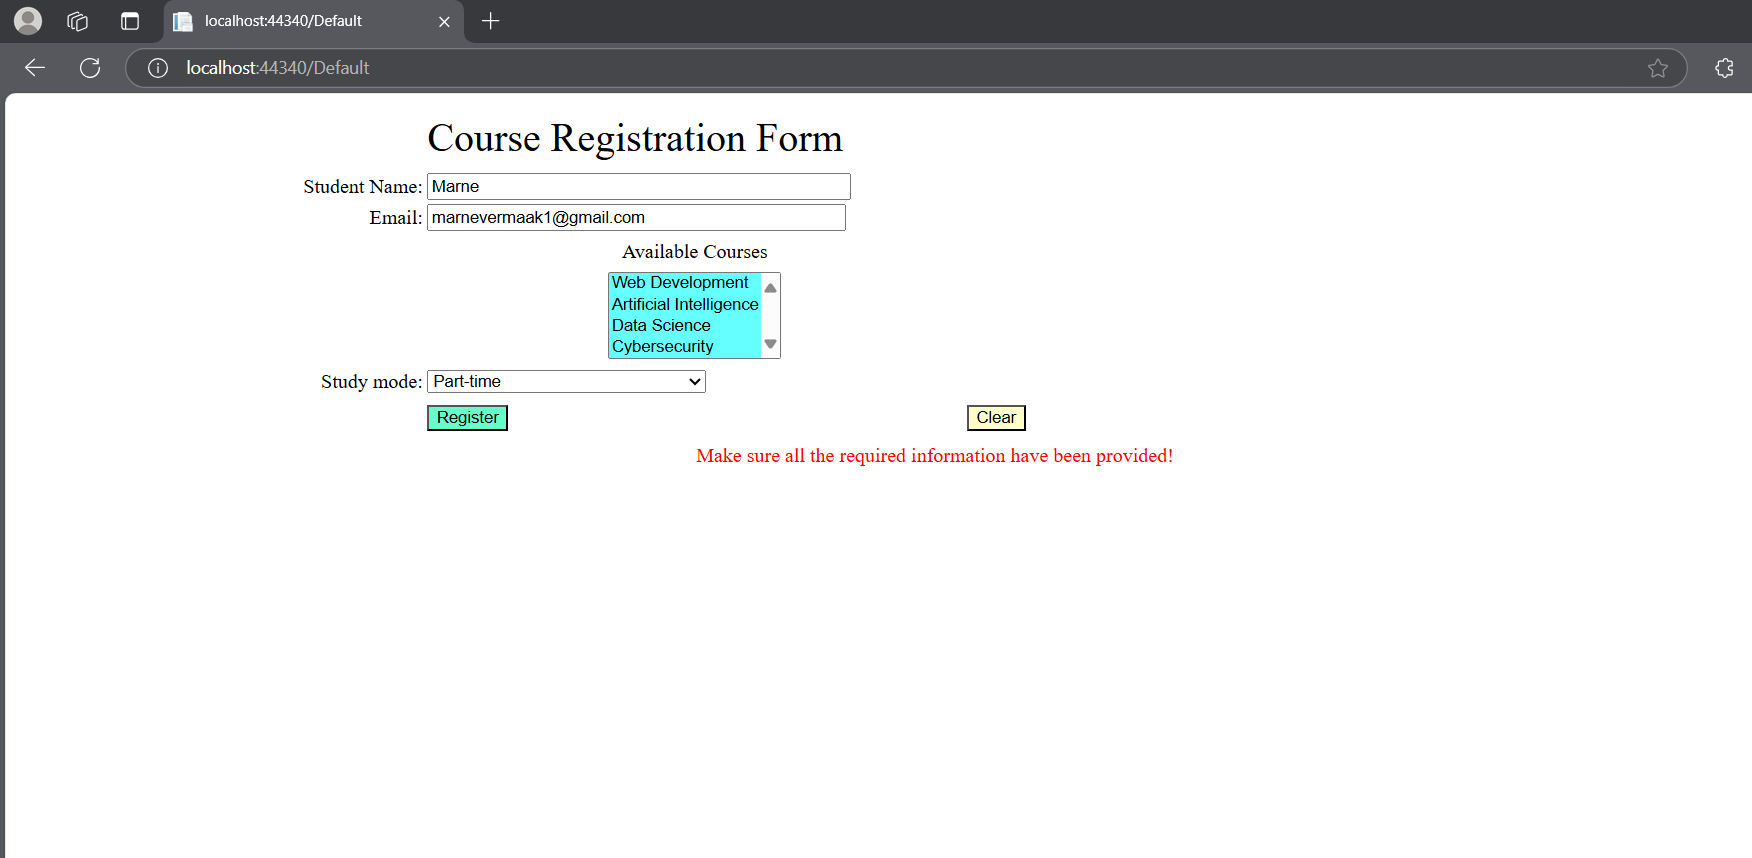 localhost:44340/Default
localhost:44340/Default
Course Registration Form
Student Name: Marne
Email: marnevermaak1@gmail.com
Available Courses
Web Development
Artificial Intelligence
Data Science
Cybersecurity
Study mode: Part-time
Register Clear
Make sure all the required information have been provided!